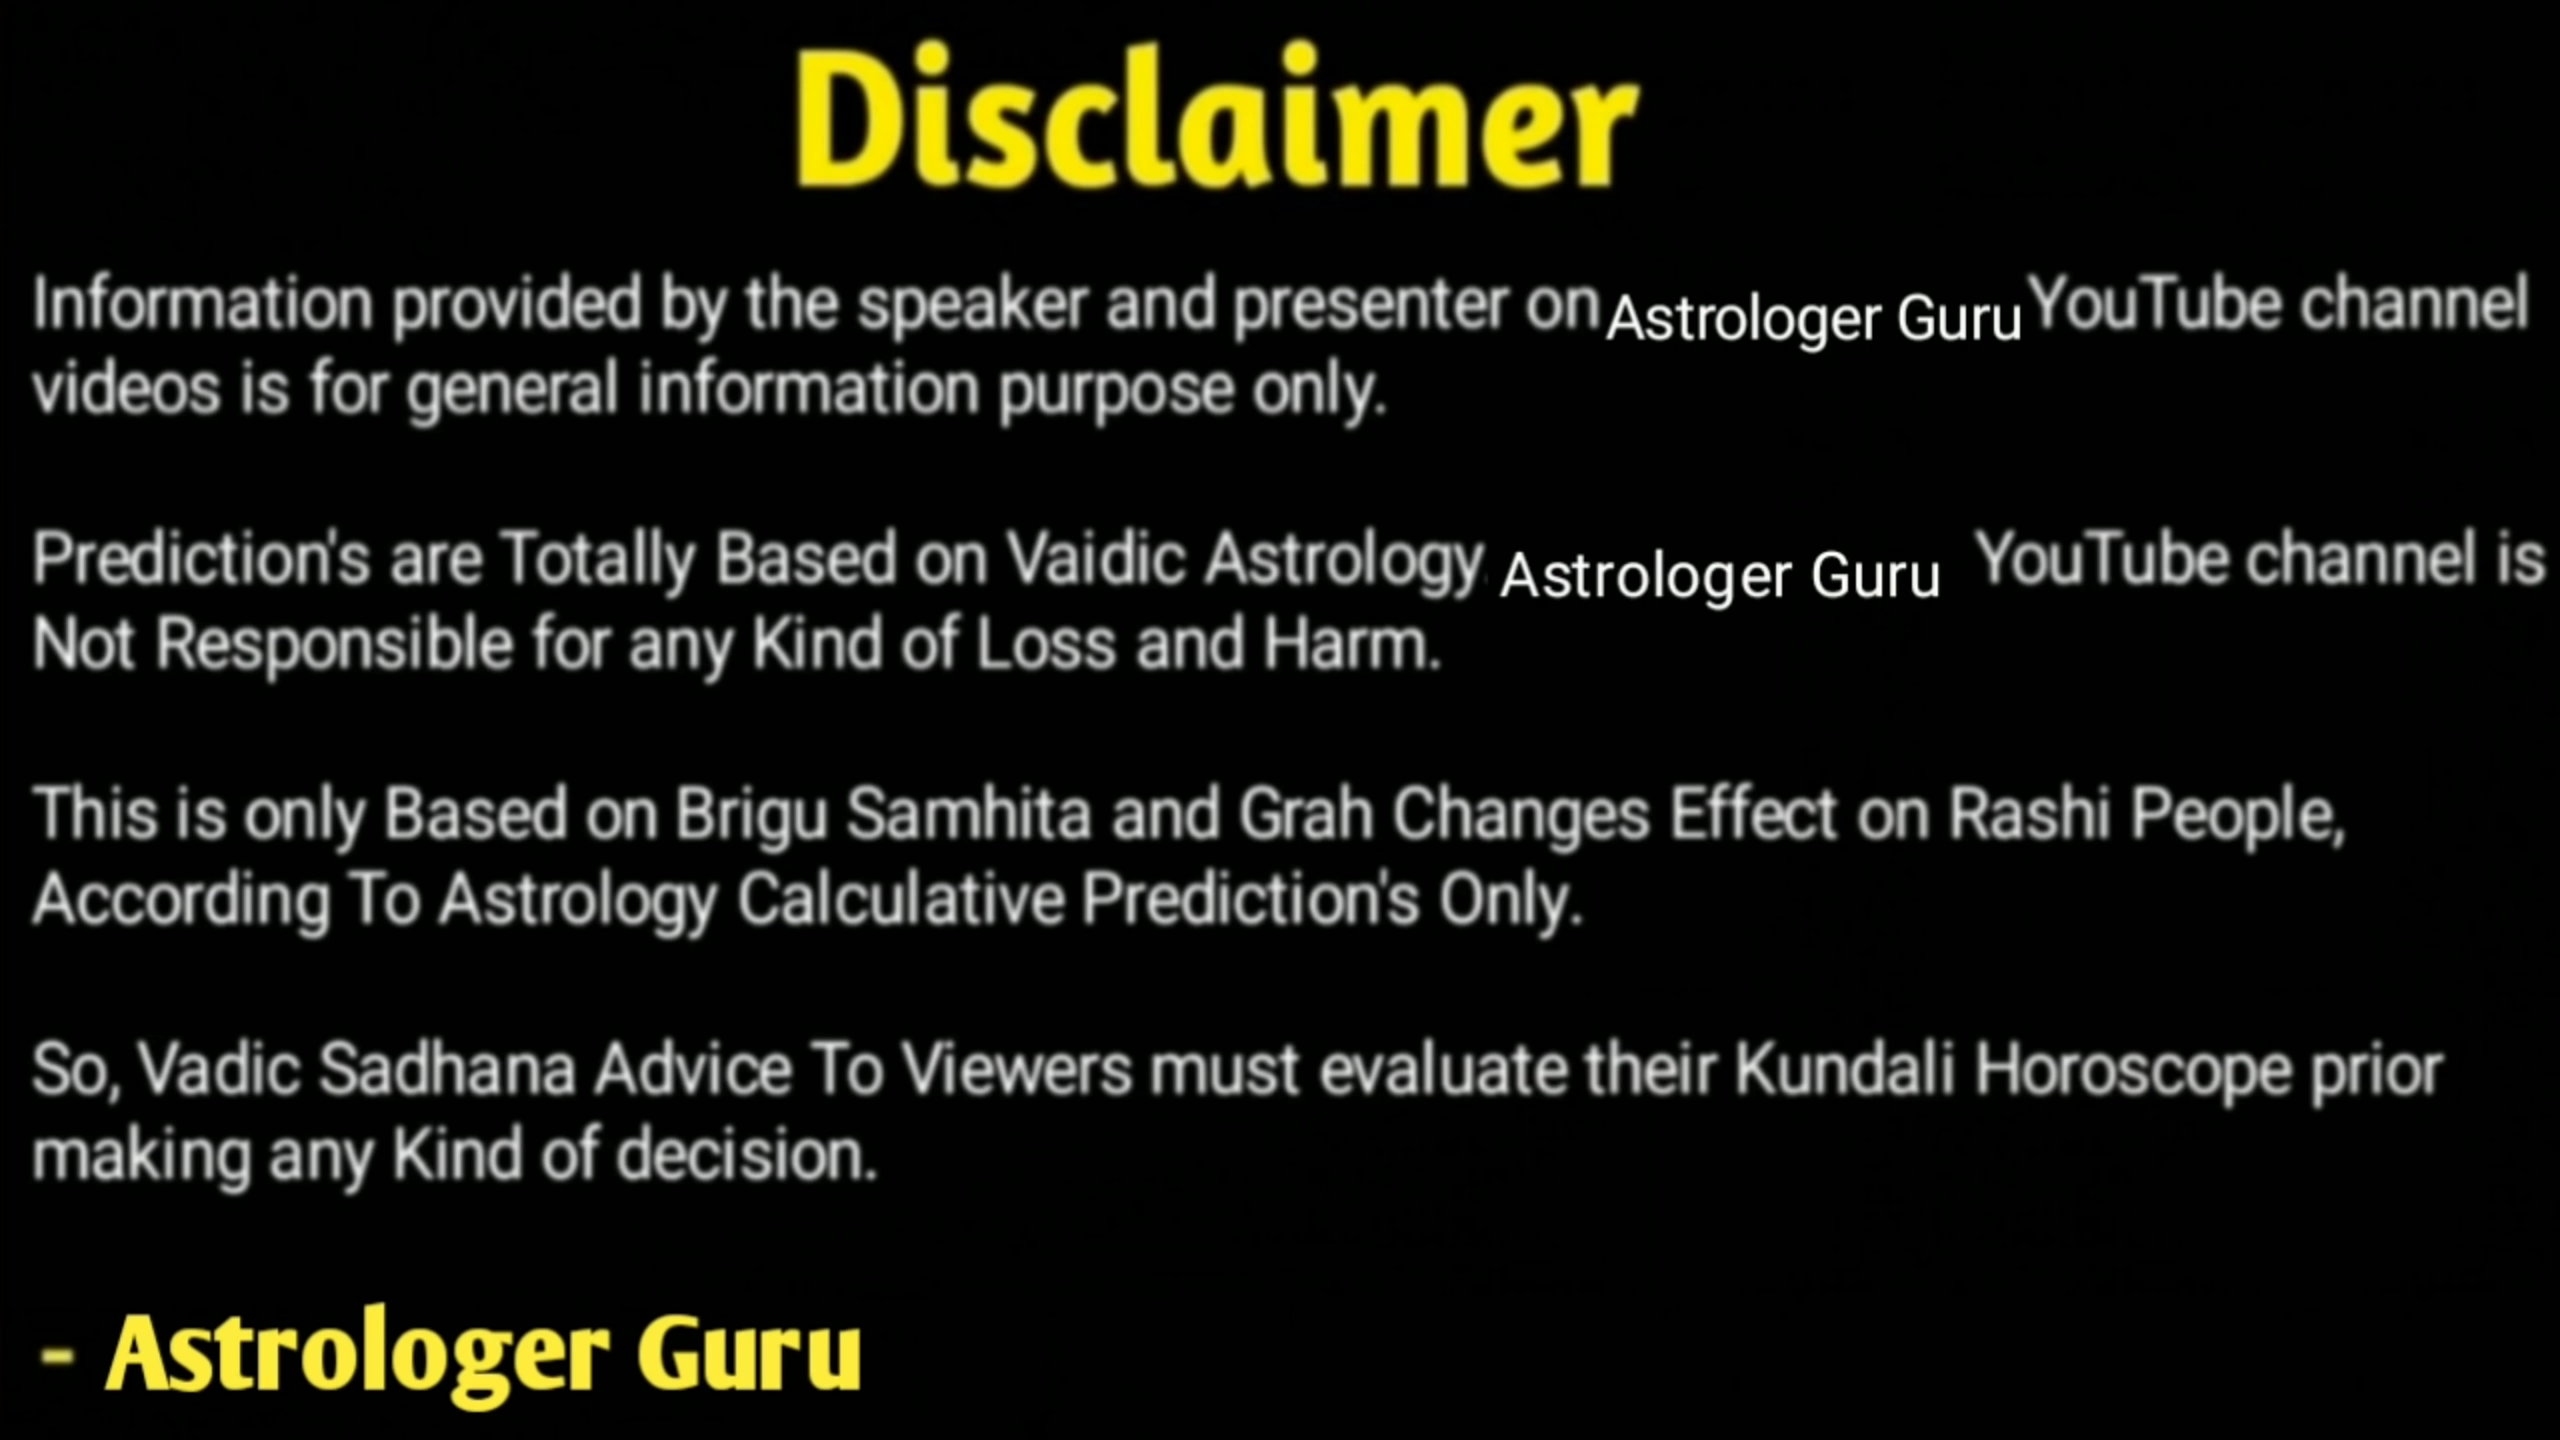 Disclaimer
Information provided by the speaker and presenter on Astrologer Guru YouTube channel
videos is for general information purpose only.
Prediction's are Totally Based on Vaidic Astrology Astrologer Guru YouTube channel is
Not Responsible for any Kind of Loss and Harm.
This is only Based on Brigu Samhita and Grah Changes Effect on Rashi People,
According To Astrology Calculative Prediction's Only.
So, Vadic Sadhana Advice To Viewers must evaluate their Kundali Horoscope prior
making any Kind of decision.
- Astrologer Guru